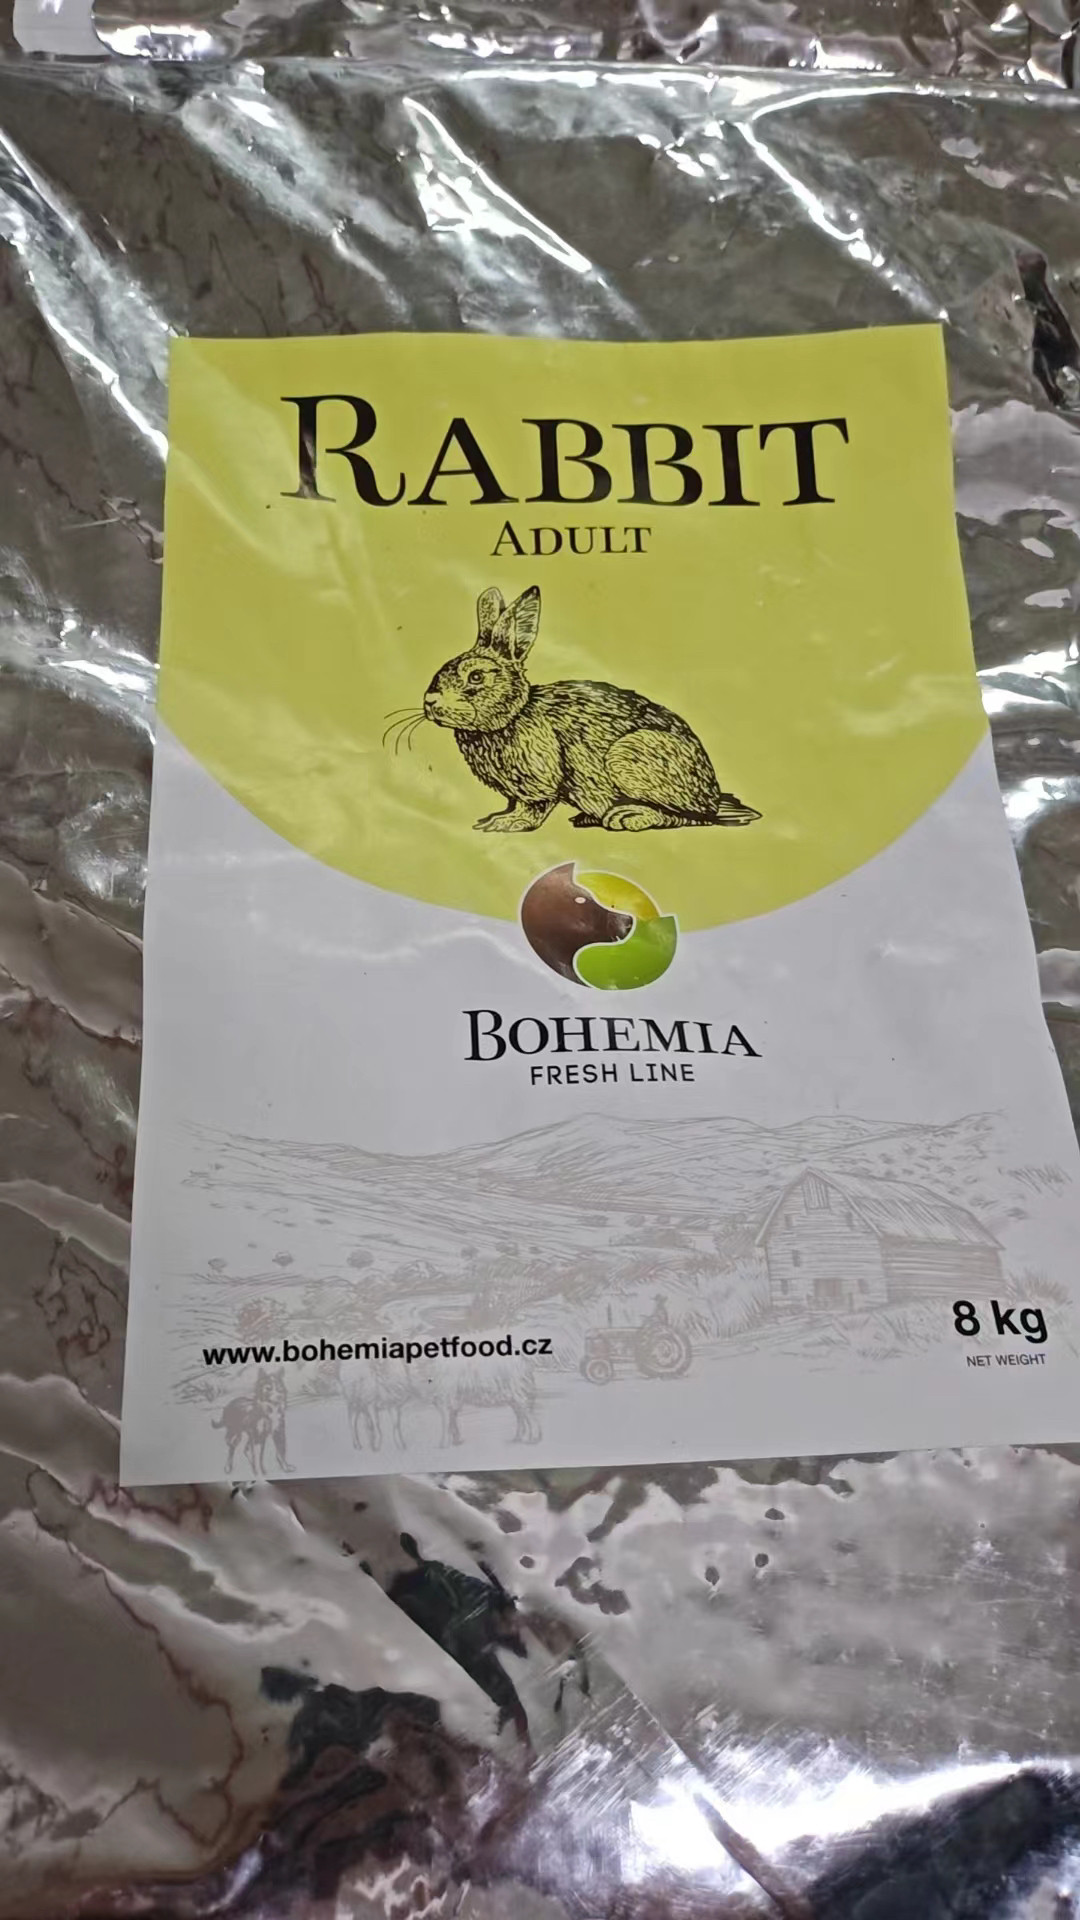 RABBIT
ADULT
BOHEMIA
FRESH LINE
www.bohemiapetfood.cz
8 kg
NET WEIGHT